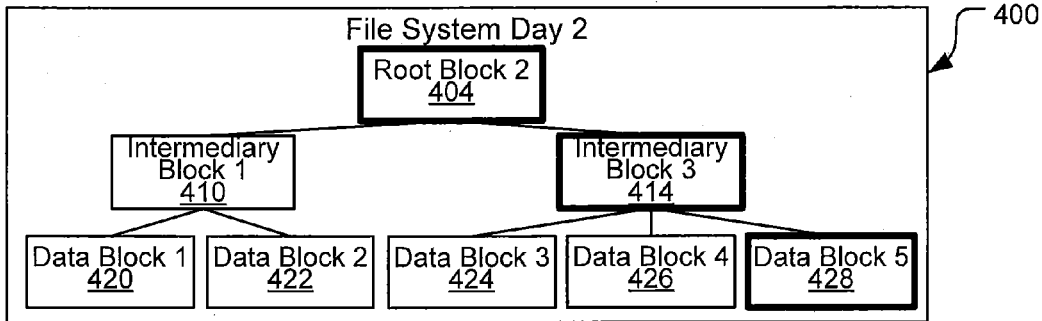 400
File System Day 2
Root Block 2
404
Intermediary
Block 1
410
Intermediary
Block 3
414
Data Block 1
420
Data Block 2
422
Data Block 3
424
Data Block 4
426
Data Block 5
428